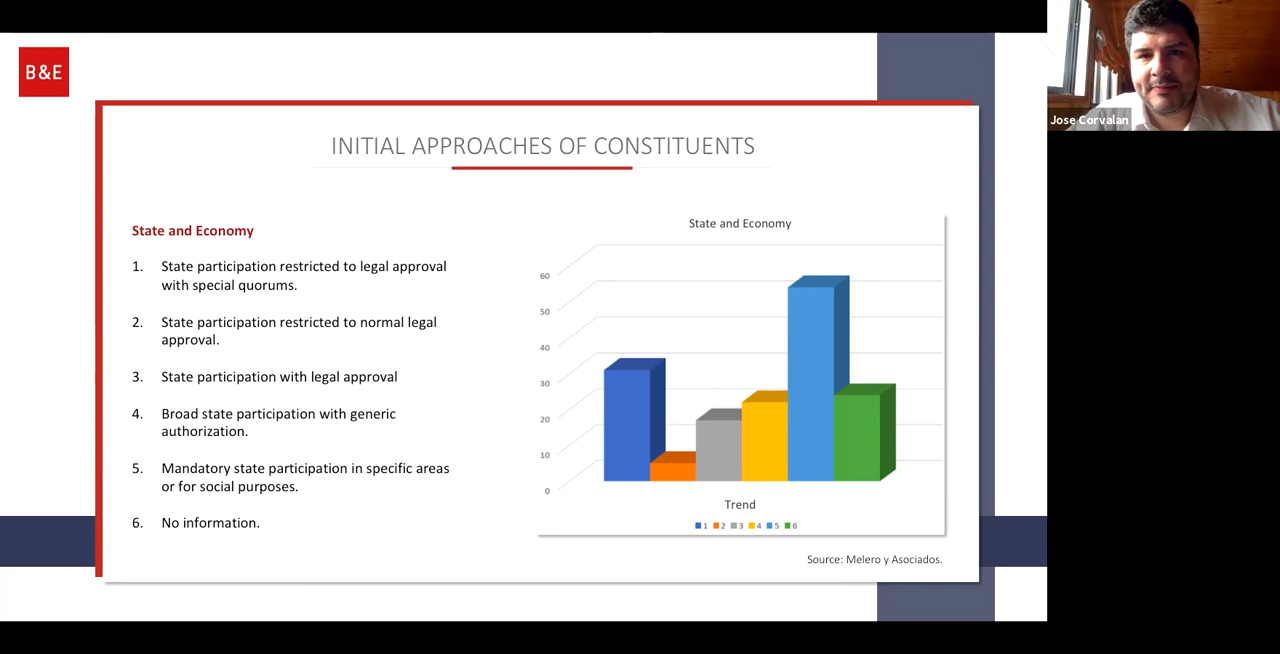 B&E
Jose Corvalan
INITIAL APPROACHES OF CONSTITUENTS
State and Economy
1. State participation restricted to legal approval
with special quorums.
2. State participation restricted to normal legal
approval.
3. State participation with legal approval
4. Broad state participation with generic
authorization.
5. Mandatory state participation in specific areas
or for social purposes.
6. No information.
State and Economy
60
50
40
30
20
10
0
Trend
1 2 3 4 5 6
Source: Melero y Asociados.